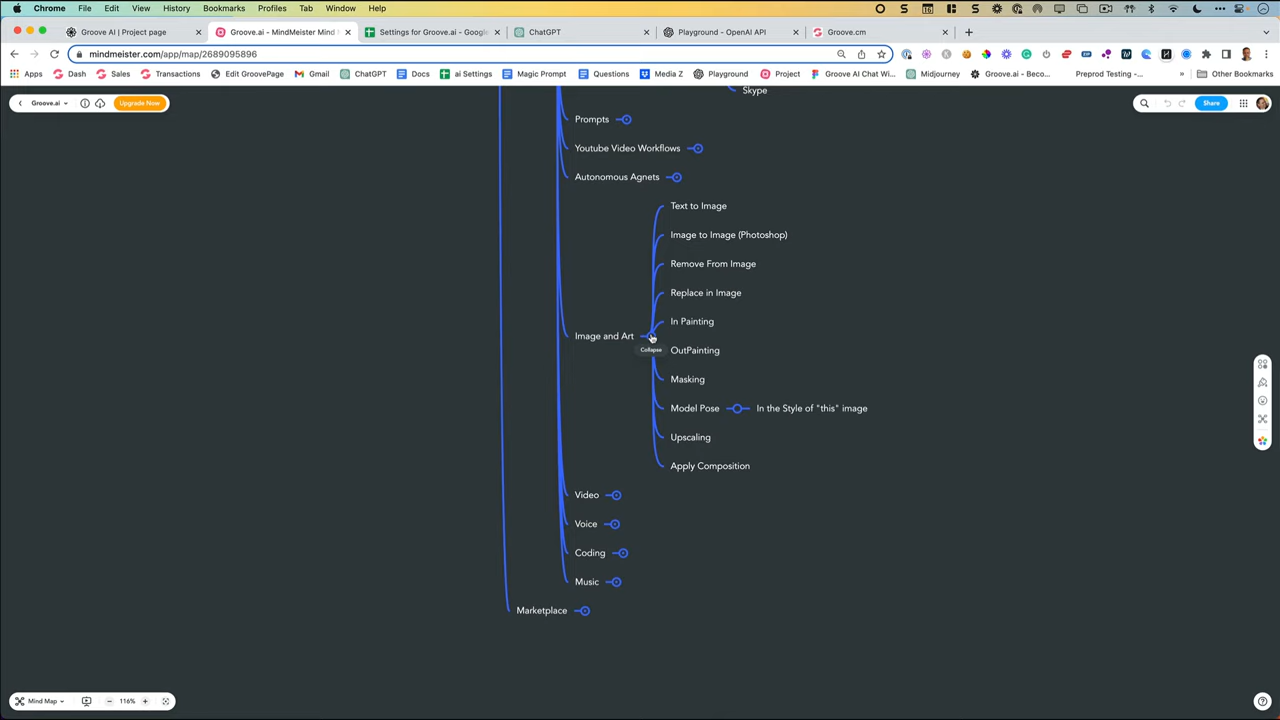 Chrome File Edit View History Bookmarks Profiles Tab Window Help
Groove AI | Project page
Groove.ai - MindMeister Mind M
Settings for Groove.ai - Google
ChatGPT
Playground - OpenAI API
Groove.cm
mindmeister.com/app/map/2689095896
Apps Dash Sales Transactions Edit GroovePage Gmail ChatGPT Docs ai Settings Magic Prompt Questions Media Z Playground Project Groove AI Chat Wi... Midjourney Groove.ai - Beco... Preprod Testing -... » Other Bookmarks
Groove.ai
Upgrade Now
Share
Skype
Prompts
Youtube Video Workflows
Autonomous Agnets
Text to Image
Image to Image (Photoshop)
Remove From Image
Replace in Image
In Painting
Image and Art
Collapse
OutPainting
Masking
Model Pose
In the Style of "this" image
Upscaling
Apply Composition
Video
Voice
Coding
Music
Marketplace
Mind Map
116%